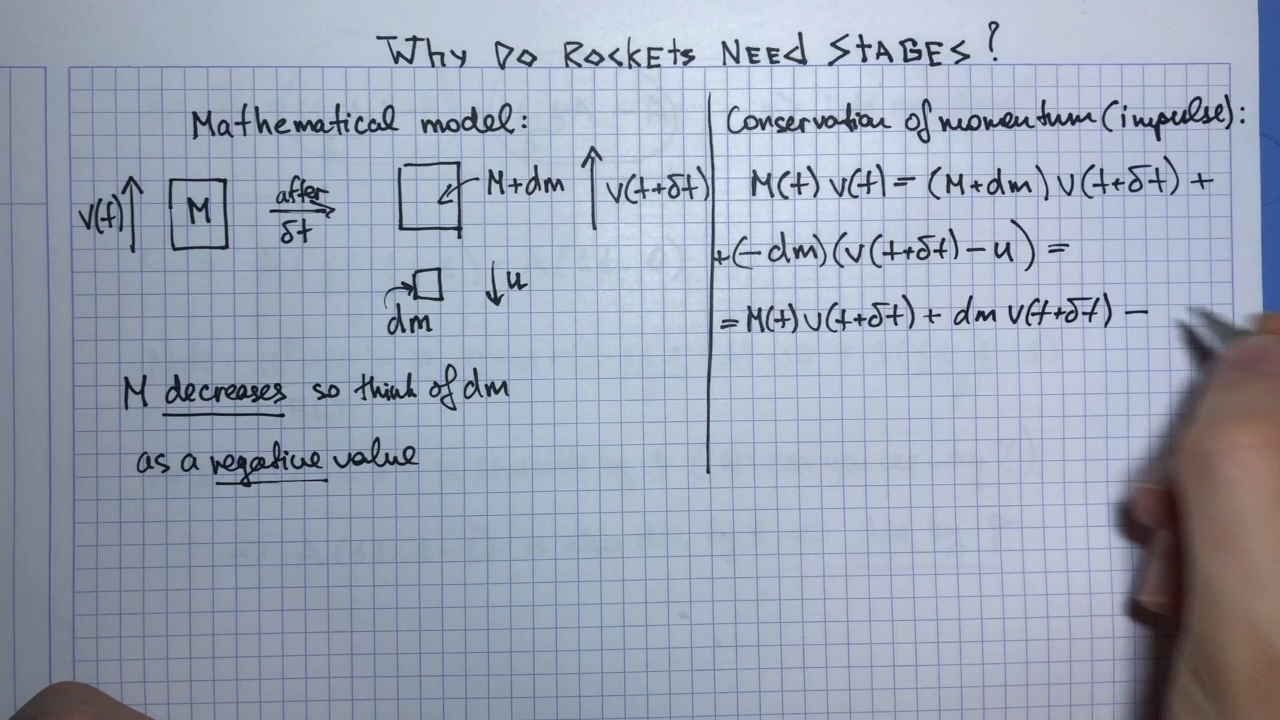 Why Do Rockets Need Stages?
Mathematical model:
v(t) M after δt M+dm v(t+δt)
dm u
M decreases so think of dm
as a negative value
Conservation of momentum (impulse):
M(t) v(t) = (M+dm) v(t+δt) +
+(-dm)(v(t+δt) - u) =
= M(t) v(t+δt) + dm v(t+δt) -